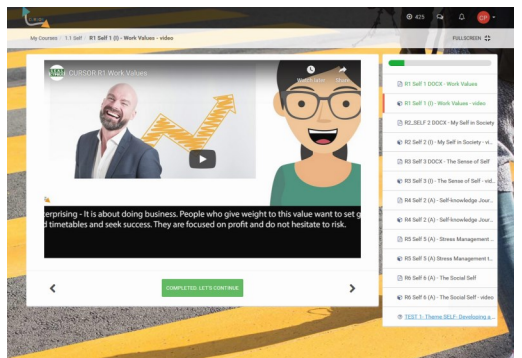 425
CP
My Courses / 1.1 Self / R1 Self 1 (I) - Work Values - video
FULLSCREEN
CURSOR R1 Work Values
Watch later
Share
erprising - It is about doing business. People who give weight to this value want to set g
d timetables and seek success. They are focused on profit and do not hesitate to risk.
COMPLETED. LET'S CONTINUE
R1 Self 1 DOCX - Work Values
R1 Self 1 (I) - Work Values - video
R2_SELF 2 DOCX - My Self in Society
R2 Self 2 (I) - My Self in Society - vi...
R3 Self 3 DOCX - The Sense of Self
R3 Self 3 (I) - The Sense of Self - vid...
R4 Self 2 (A) - Self-knowledge Jour...
R4 Self 2 (A) - Self-knowledge Jour...
R5 Self 5 (A) - Stress Management ...
R5 Self 5 (A) Stress Management t...
R6 Self 6 (A) - The Social Self
R6 Self 6 (A) - The Social Self - video
TEST 1- Theme SELF- Developing a ...